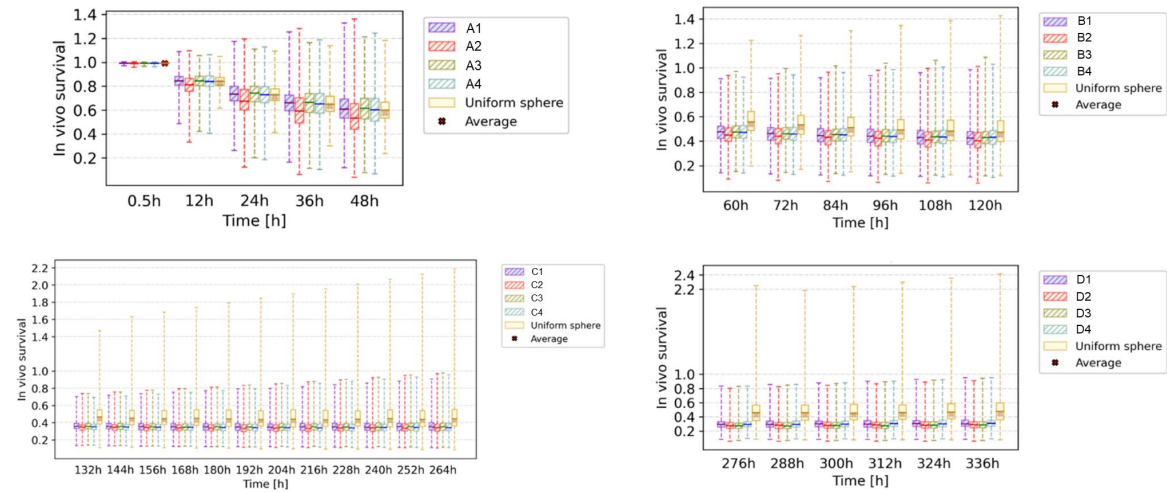 In vivo survival
1.4
1.2
1.0
0.8
0.6
0.4
0.2
0.5h 12h 24h 36h 48h
Time [h]
A1
A2
A3
A4
Uniform sphere
Average
In vivo survival
1.4
1.2
1.0
0.8
0.6
0.4
0.2
60h 72h 84h 96h 108h 120h
Time [h]
B1
B2
B3
B4
Uniform sphere
Average
In vivo survival
2.2
2.0
1.8
1.6
1.4
1.0
0.8
0.6
0.4
0.2
132h 144h 156h 168h 180h 192h 204h 216h 228h 240h 252h 264h
Time [h]
C1
C2
C3
C4
Uniform sphere
Average
In vivo survival
2.4
2.2
1.0
0.8
0.6
0.4
0.2
276h 288h 300h 312h 324h 336h
Time [h]
D1
D2
D3
D4
Uniform sphere
Average